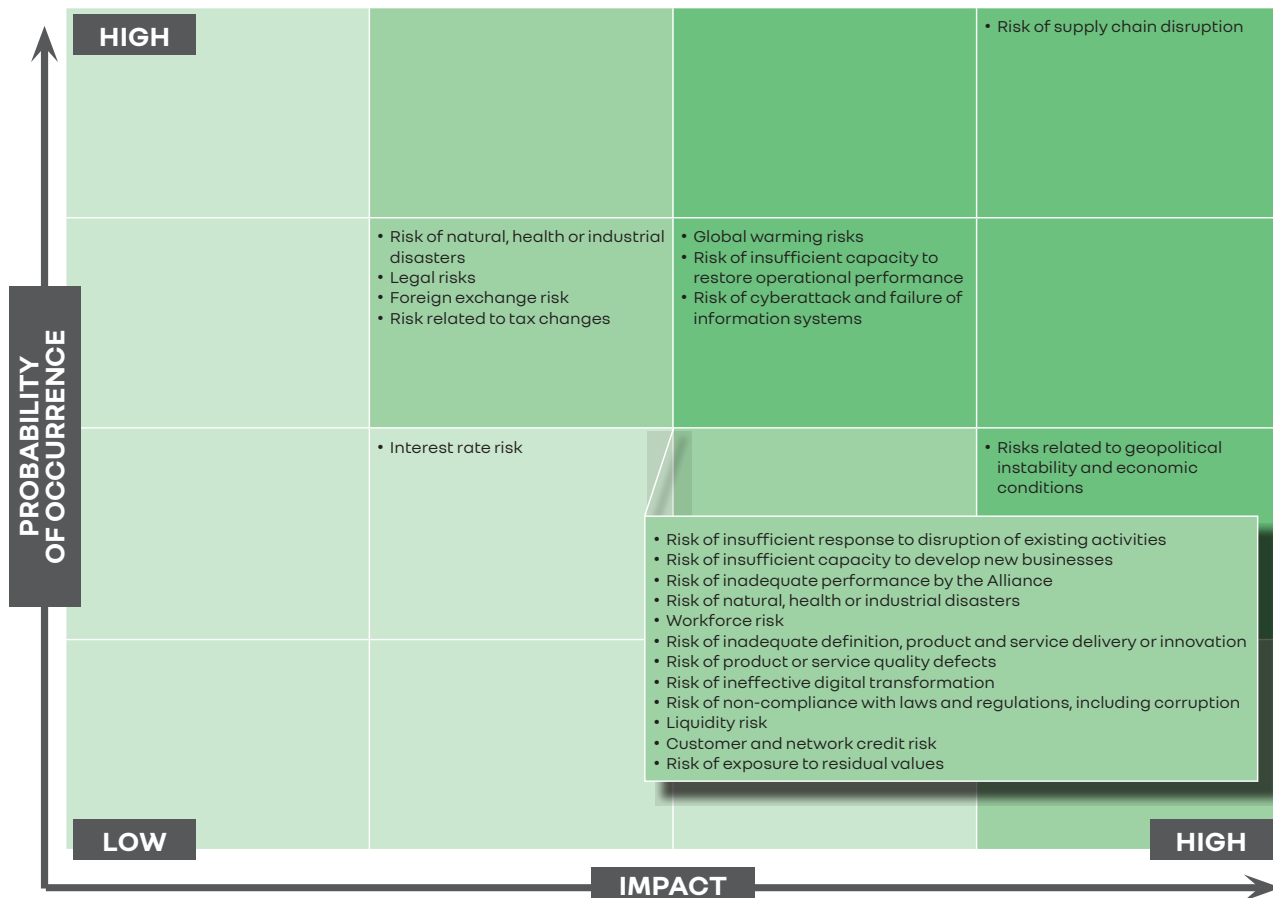 HIGH
• Risk of supply chain disruption
• Risk of natural, health or industrial
disasters
• Legal risks
• Foreign exchange risk
• Risk related to tax changes
• Global warming risks
• Risk of insufficient capacity to
restore operational performance
• Risk of cyberattack and failure of
information systems
PROBABILITY
OF OCCURRENCE
• Interest rate risk
• Risks related to geopolitical
instability and economic
conditions
• Risk of insufficient response to disruption of existing activities
• Risk of insufficient capacity to develop new businesses
• Risk of inadequate performance by the Alliance
• Risk of natural, health or industrial disasters
• Workforce risk
• Risk of inadequate definition, product and service delivery or innovation
• Risk of product or service quality defects
• Risk of ineffective digital transformation
• Risk of non-compliance with laws and regulations, including corruption
• Liquidity risk
• Customer and network credit risk
• Risk of exposure to residual values
LOW
HIGH
IMPACT